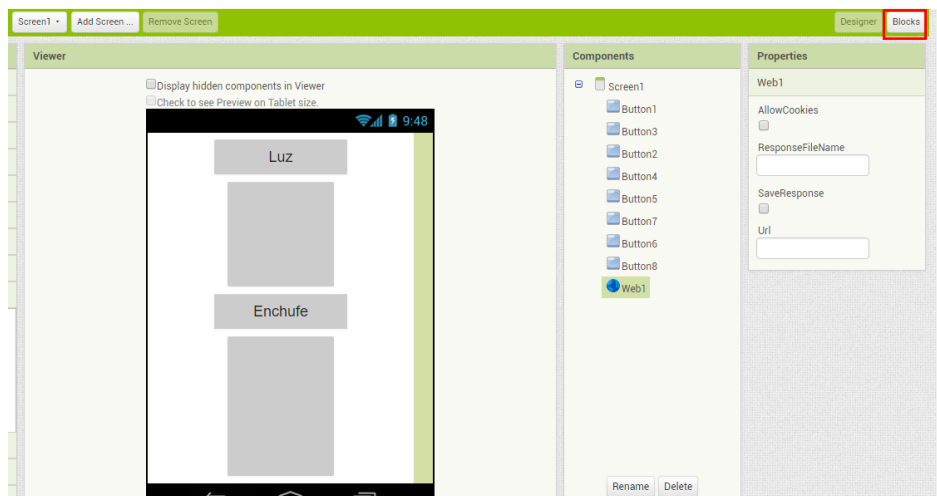 Screen1 Add Screen ... Remove Screen Designer Blocks
Viewer
Display hidden components in Viewer
Check to see Preview on Tablet size.
9:48
Luz
Enchufe
Components
Screen1
Button1
Button3
Button2
Button4
Button5
Button7
Button6
Button8
Web1
Rename Delete
Properties
Web1
AllowCookies
ResponseFileName
SaveResponse
Url